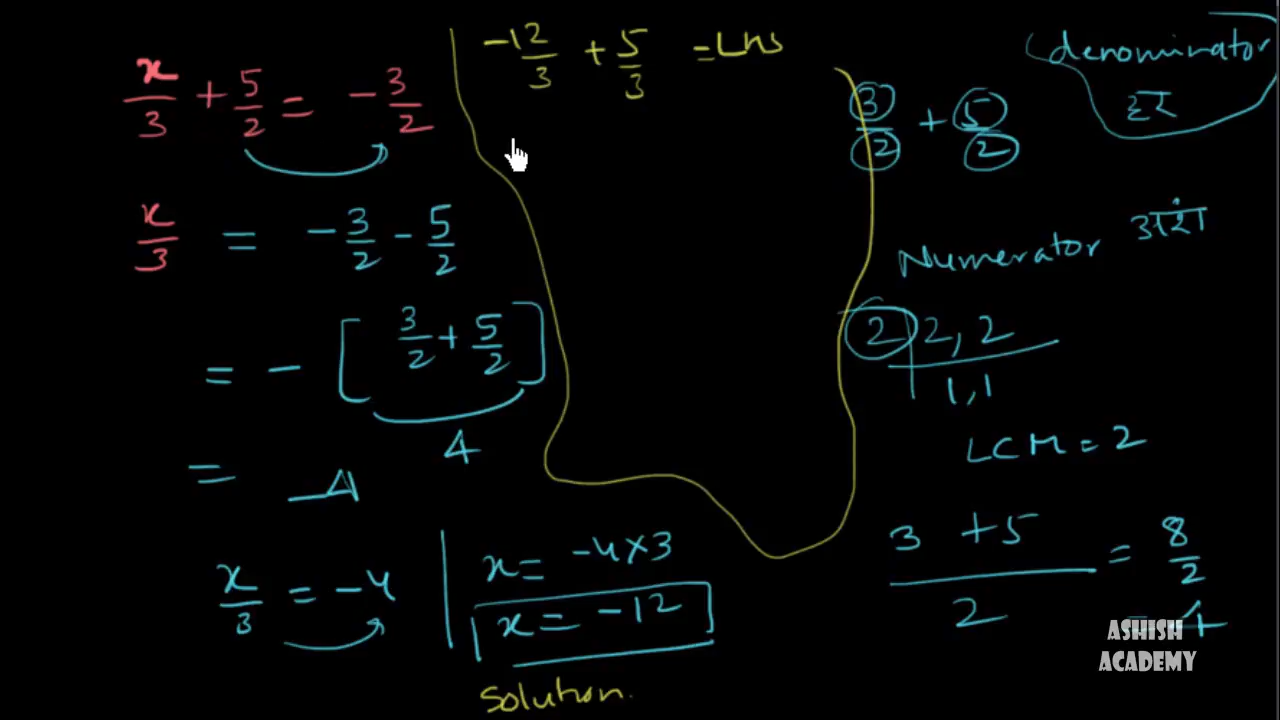 x/3 + 5/2 = - 3/2
x/3 = - 3/2 - 5/2
= - [ 3/2 + 5/2 ]
4
= -4
x/3 = -4
x = -4 × 3
x = -12
Solution.
-12/3 + 5/3 = LHS
3/2 + 5/2
denominator
हर
Numerator अंश
2 | 2, 2
1, 1
LCM = 2
3 + 5 / 2 = 8/2
= 4
ASHISH
ACADEMY